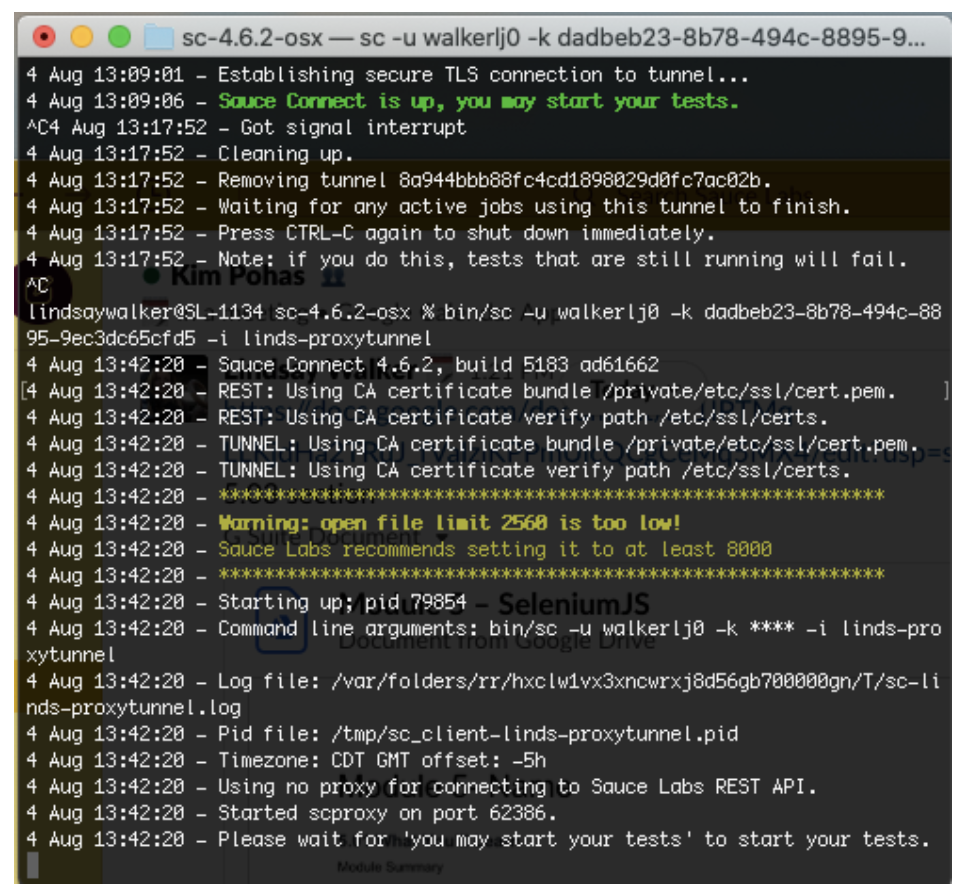 sc-4.6.2-osx — sc -u walkerlj0 -k dadbeb23-8b78-494c-8895-9...
4 Aug 13:09:01 – Establishing secure TLS connection to tunnel...
4 Aug 13:09:06 – Sauce Connect is up, you may start your tests.
^C4 Aug 13:17:52 – Got signal interrupt
4 Aug 13:17:52 – Cleaning up.
4 Aug 13:17:52 – Removing tunnel 8a944bbb88fc4cd1898029d0fc7ac02b.
4 Aug 13:17:52 – Waiting for any active jobs using this tunnel to finish.
4 Aug 13:17:52 – Press CTRL-C again to shut down immediately.
4 Aug 13:17:52 – Note: if you do this, tests that are still running will fail.
Kim Pohas
^C
lindsaywalker@SL-1134 sc-4.6.2-osx % bin/sc -u walkerlj0 -k dadbeb23-8b78-494c-88
95-9ec3dc65cfd5 -i linds-proxytunnel
4 Aug 13:42:20 – Sauce Connect 4.6.2, build 5183 ad61662
[4 Aug 13:42:20 – REST: Using CA certificate bundle /private/etc/ssl/cert.pem. ]
4 Aug 13:42:20 – REST: Using CA certificate verify path /etc/ssl/certs.
4 Aug 13:42:20 – TUNNEL: Using CA certificate bundle /private/etc/ssl/cert.pem.
4 Aug 13:42:20 – TUNNEL: Using CA certificate verify path /etc/ssl/certs.
4 Aug 13:42:20 – *********************************************************
4 Aug 13:42:20 – Warning: open file limit 2560 is too low!
4 Aug 13:42:20 – Sauce Labs recommends setting it to at least 8000
4 Aug 13:42:20 – *********************************************************
4 Aug 13:42:20 – Starting up; pid 79854
Module 5 – SeleniumJS
4 Aug 13:42:20 – Command line arguments: bin/sc -u walkerlj0 -k **** -i linds-pro
xytunnel
Document from Google Drive
4 Aug 13:42:20 – Log file: /var/folders/rr/hxclw1vx3xncwrxj8d56gb700000gn/T/sc-li
nds-proxytunnel.log
4 Aug 13:42:20 – Pid file: /tmp/sc_client-linds-proxytunnel.pid
4 Aug 13:42:20 – Timezone: CDT GMT offset: -5h
4 Aug 13:42:20 – Using no proxy for connecting to Sauce Labs REST API.
4 Aug 13:42:20 – Started scproxy on port 62386.
4 Aug 13:42:20 – Please wait for 'you may start your tests' to start your tests.
Module Summary